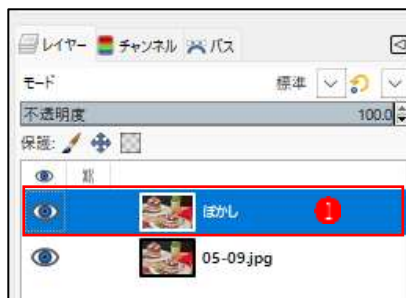 レイヤー チャンネル パス
モード 標準
不透明度 100.0
保護:
ぼかし 1
05-09.jpg